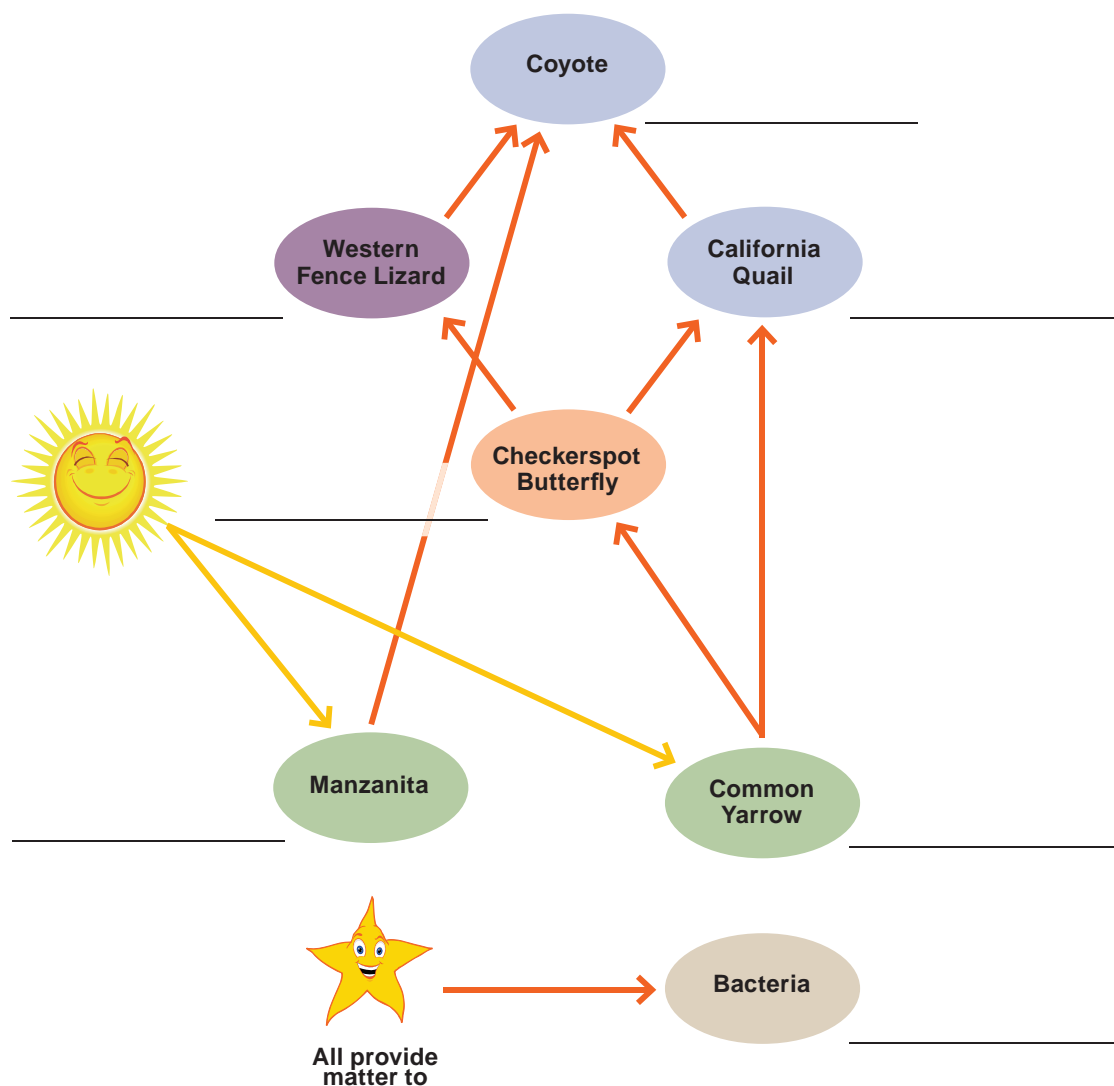 Coyote
Western
Fence Lizard
California
Quail
Checkerspot
Butterfly
Manzanita
Common
Yarrow
Bacteria
All provide
matter to